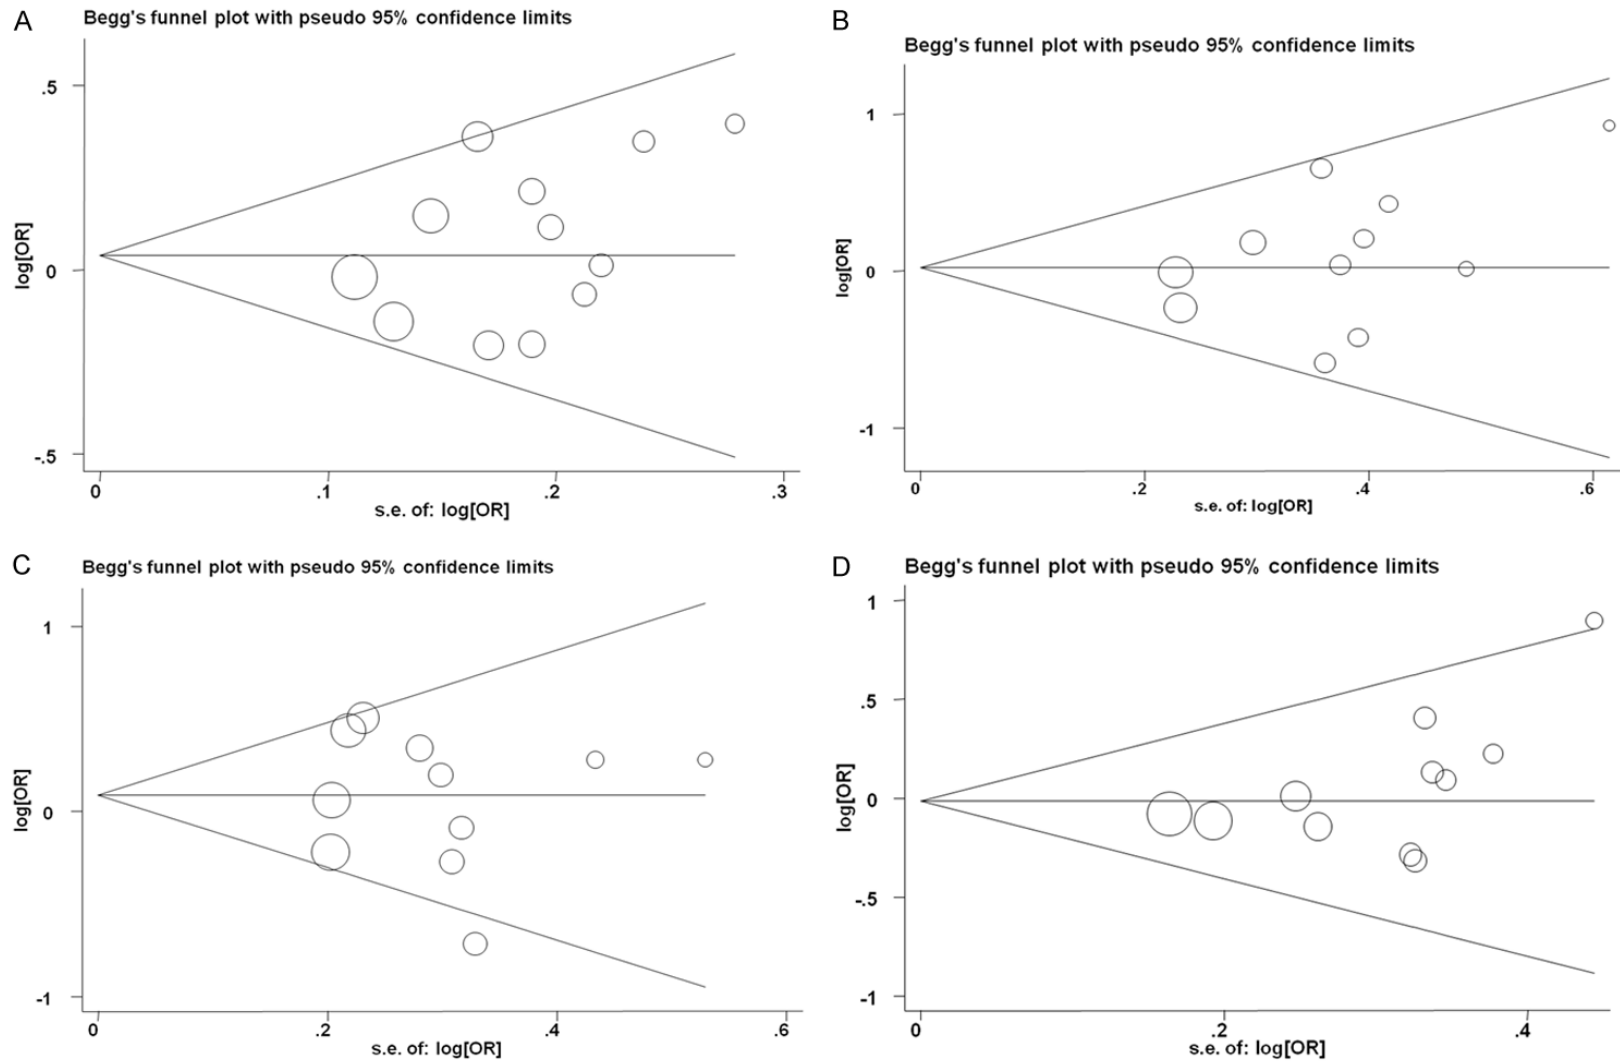 A
Begg's funnel plot with pseudo 95% confidence limits
.5
0
-.5
log[OR]
0
.1
.2
.3
s.e. of: log[OR]
B
Begg's funnel plot with pseudo 95% confidence limits
1
0
-1
log[OR]
0
.2
.4
.6
s.e. of: log[OR]
C
Begg's funnel plot with pseudo 95% confidence limits
1
0
-1
log[OR]
0
.2
.4
.6
s.e. of: log[OR]
D
Begg's funnel plot with pseudo 95% confidence limits
1
.5
0
-.5
-1
log[OR]
0
.2
.4
s.e. of: log[OR]